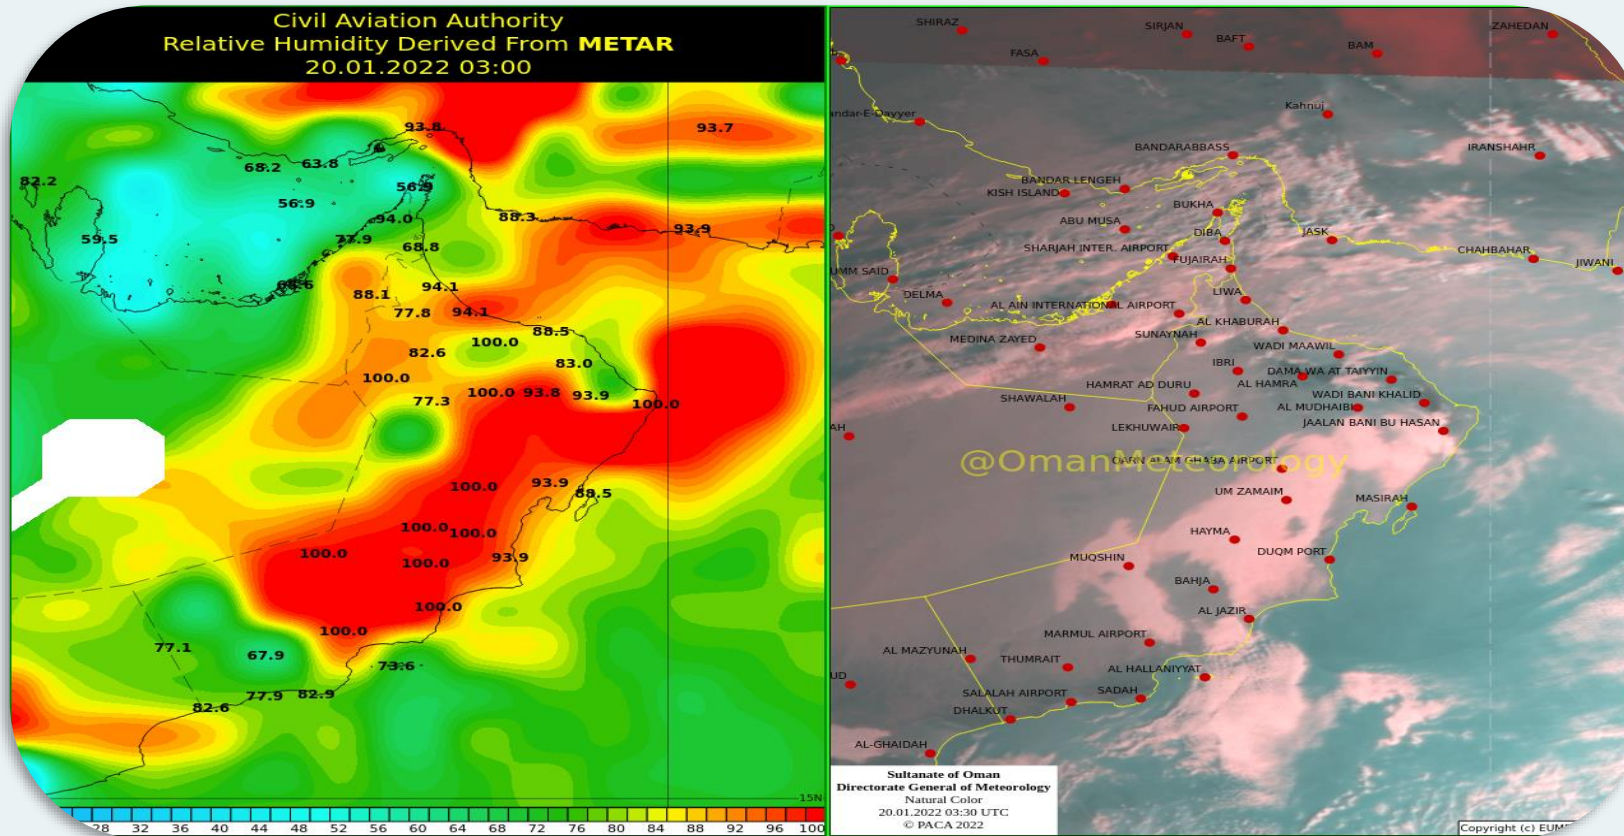 Civil Aviation Authority
Relative Humidity Derived From METAR
20.01.2022 03:00
93.8
93.7
68.2
63.8
82.2
56.9
56.9
94.0
88.3
93.9
59.5
77.9
68.8
88.1
94.1
77.8
94.1
88.5
100.0
82.6
83.0
100.0
77.3
100.0
93.8
93.9
100.0
100.0
93.9
88.5
100.0
100.0
100.0
100.0
93.9
100.0
100.0
77.1
67.9
73.6
77.9
82.9
82.6
15N
28 32 36 40 44 48 52 56 60 64 68 72 76 80 84 88 92 96 100
SHIRAZ
SIRJAN
ZAHEDAN
BAFT
BAM
FASA
Kahnuj
andar-E-Dayyer
BANDARABBASS
IRANSHAHR
BANDAR LENGEH
KISH ISLAND
BUKHA
ABU MUSA
DIBA
JASK
SHARJAH INTER. AIRPORT
CHAHBAHAR
FUJAIRAH
JIWANI
UMM SAID
DELMA
LIWA
AL AIN INTERNATIONAL AIRPORT
AL KHABURAH
MEDINA ZAYED
SUNAYNAH
WADI MAAWIL
IBRI
DAMA WA AT TAIYYIN
HAMRAT AD DURU
AL HAMRA
SHAWALAH
WADI BANI KHALID
FAHUD AIRPORT
AL MUDHAIBI
LEKHUWAIR
JAALAN BANI BU HASAN
AH
@OmanMeteorology
QARN ALAM GHABA AIRPORT
UM ZAMAIM
MASIRAH
HAYMA
MUQSHIN
DUQM PORT
BAHJA
AL JAZIR
MARMUL AIRPORT
AL MAZYUNAH
THUMRAIT
AL HALLANIYYAT
UD
SALALAH AIRPORT
SADAH
DHALKUT
AL-GHAIDAH
Sultanate of Oman
Directorate General of Meteorology
Natural Color
20.01.2022 03:30 UTC
© PACA 2022
Copyright (c) EUM